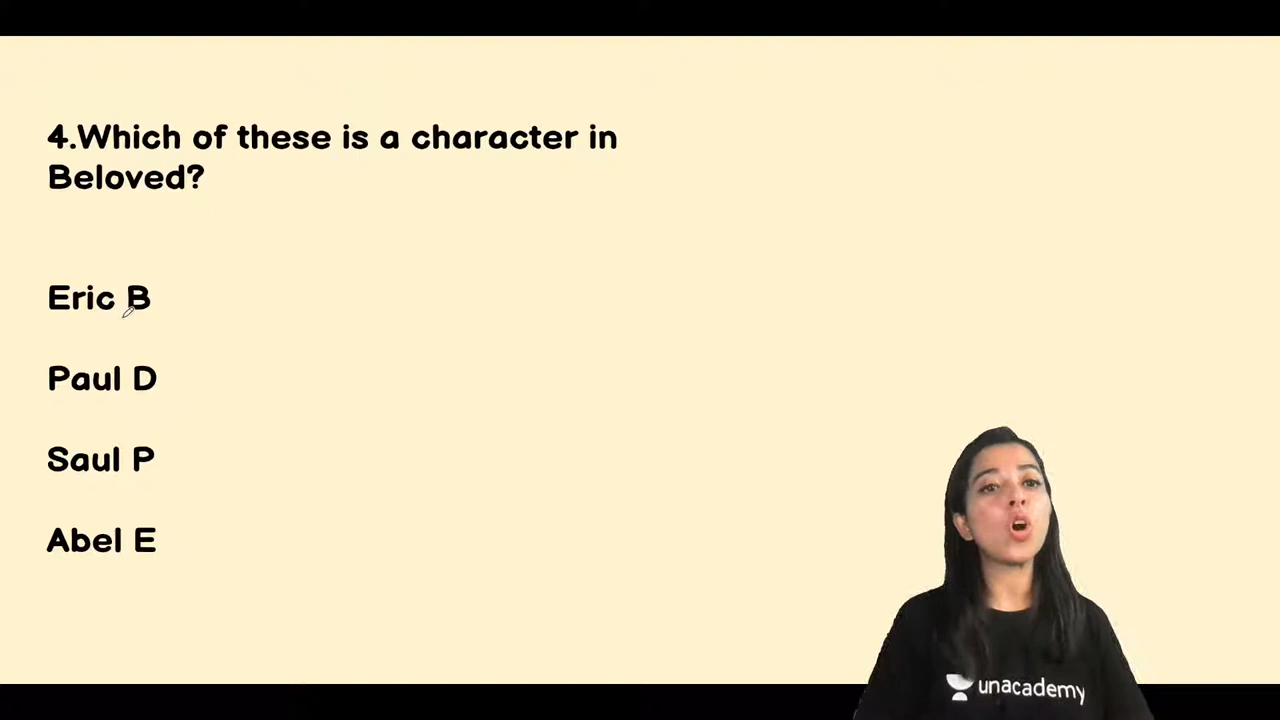 4.Which of these is a character in
Beloved?
Eric B
Paul D
Saul P
Abel E
unacademy